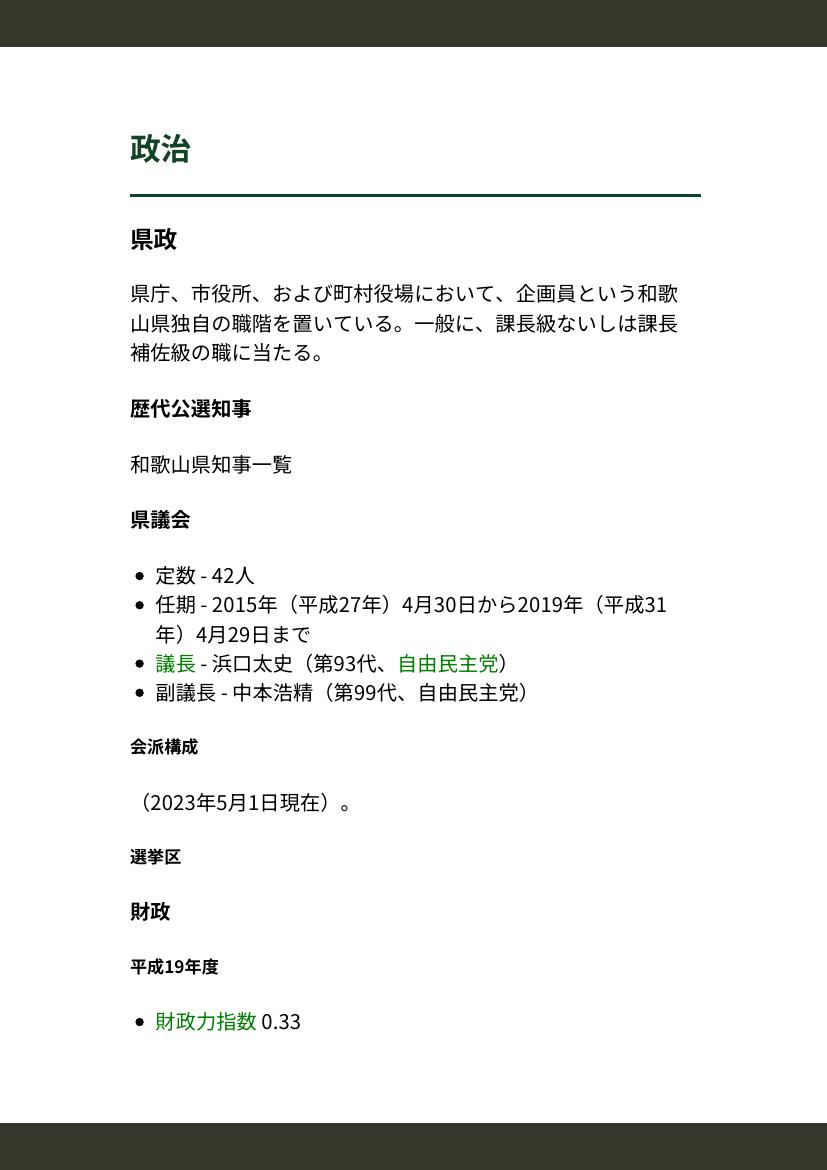 政治
県政
県庁、市役所、および町村役場において、企画員という和歌
山県独自の職階を置いている。一般に、課長級ないしは課長
補佐級の職に当たる。
歴代公選知事
和歌山県知事一覧
県議会
• 定数 - 42人
• 任期 - 2015年（平成27年）4月30日から2019年（平成31
年）4月29日まで
• 議長 - 浜口太史（第93代、自由民主党）
• 副議長 - 中本浩精（第99代、自由民主党）
会派構成
（2023年5月1日現在）。
選挙区
財政
平成19年度
• 財政力指数 0.33